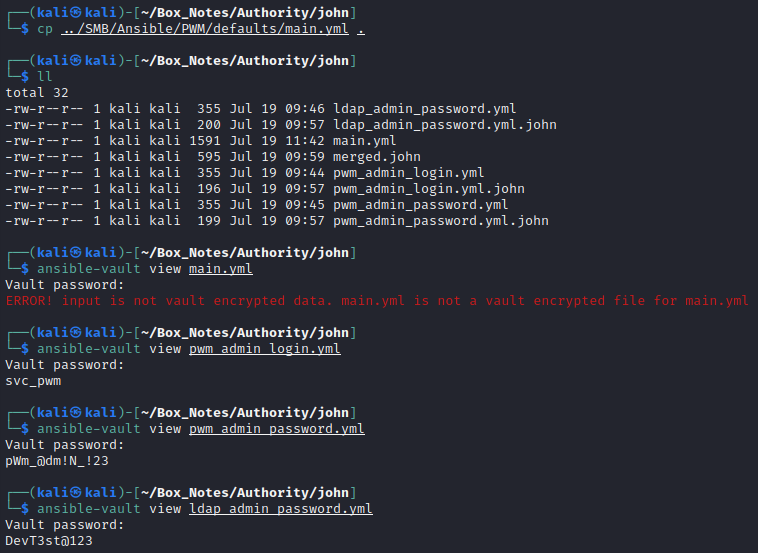 ┌──(kali㉿kali)-[~/Box_Notes/Authority/john]
└─$ cp ../SMB/Ansible/PWM/defaults/main.yml .
┌──(kali㉿kali)-[~/Box_Notes/Authority/john]
└─$ ll
total 32
-rw-r--r-- 1 kali kali  355 Jul 19 09:46 ldap_admin_password.yml
-rw-r--r-- 1 kali kali  200 Jul 19 09:57 ldap_admin_password.yml.john
-rw-r--r-- 1 kali kali 1591 Jul 19 11:42 main.yml
-rw-r--r-- 1 kali kali  595 Jul 19 09:59 merged.john
-rw-r--r-- 1 kali kali  355 Jul 19 09:44 pwm_admin_login.yml
-rw-r--r-- 1 kali kali  196 Jul 19 09:57 pwm_admin_login.yml.john
-rw-r--r-- 1 kali kali  355 Jul 19 09:45 pwm_admin_password.yml
-rw-r--r-- 1 kali kali  199 Jul 19 09:57 pwm_admin_password.yml.john
┌──(kali㉿kali)-[~/Box_Notes/Authority/john]
└─$ ansible-vault view main.yml
Vault password:
ERROR! input is not vault encrypted data. main.yml is not a vault encrypted file for main.yml
┌──(kali㉿kali)-[~/Box_Notes/Authority/john]
└─$ ansible-vault view pwm_admin_login.yml
Vault password:
svc_pwm
┌──(kali㉿kali)-[~/Box_Notes/Authority/john]
└─$ ansible-vault view pwm_admin_password.yml
Vault password:
pWm_@dm!N_!23
┌──(kali㉿kali)-[~/Box_Notes/Authority/john]
└─$ ansible-vault view ldap_admin_password.yml
Vault password:
DevT3st@123